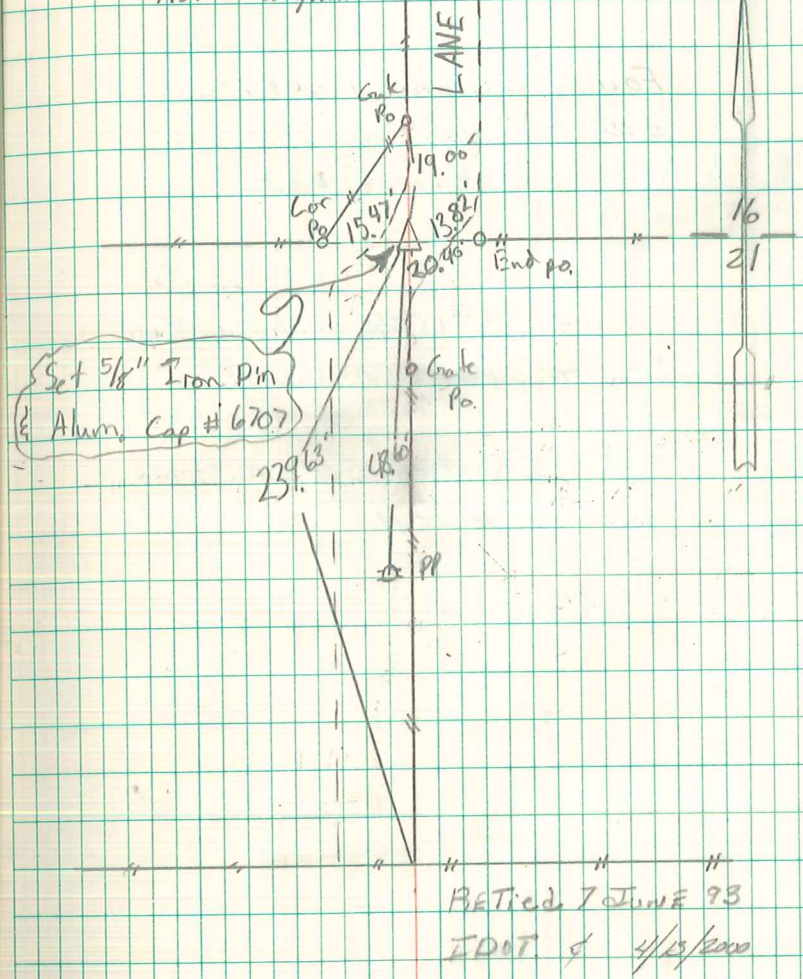 LANE
Gate
Po
19.00'
Cor
Po
15.47'
13.82'
16
20.46'
End po.
21
Set 5/8" Iron Pin
& Alum. Cap # 6707
Gate
Po.
239.63'
48.60'
PP
RETied 7 JUNE 93
IDOT & 4/13/2000